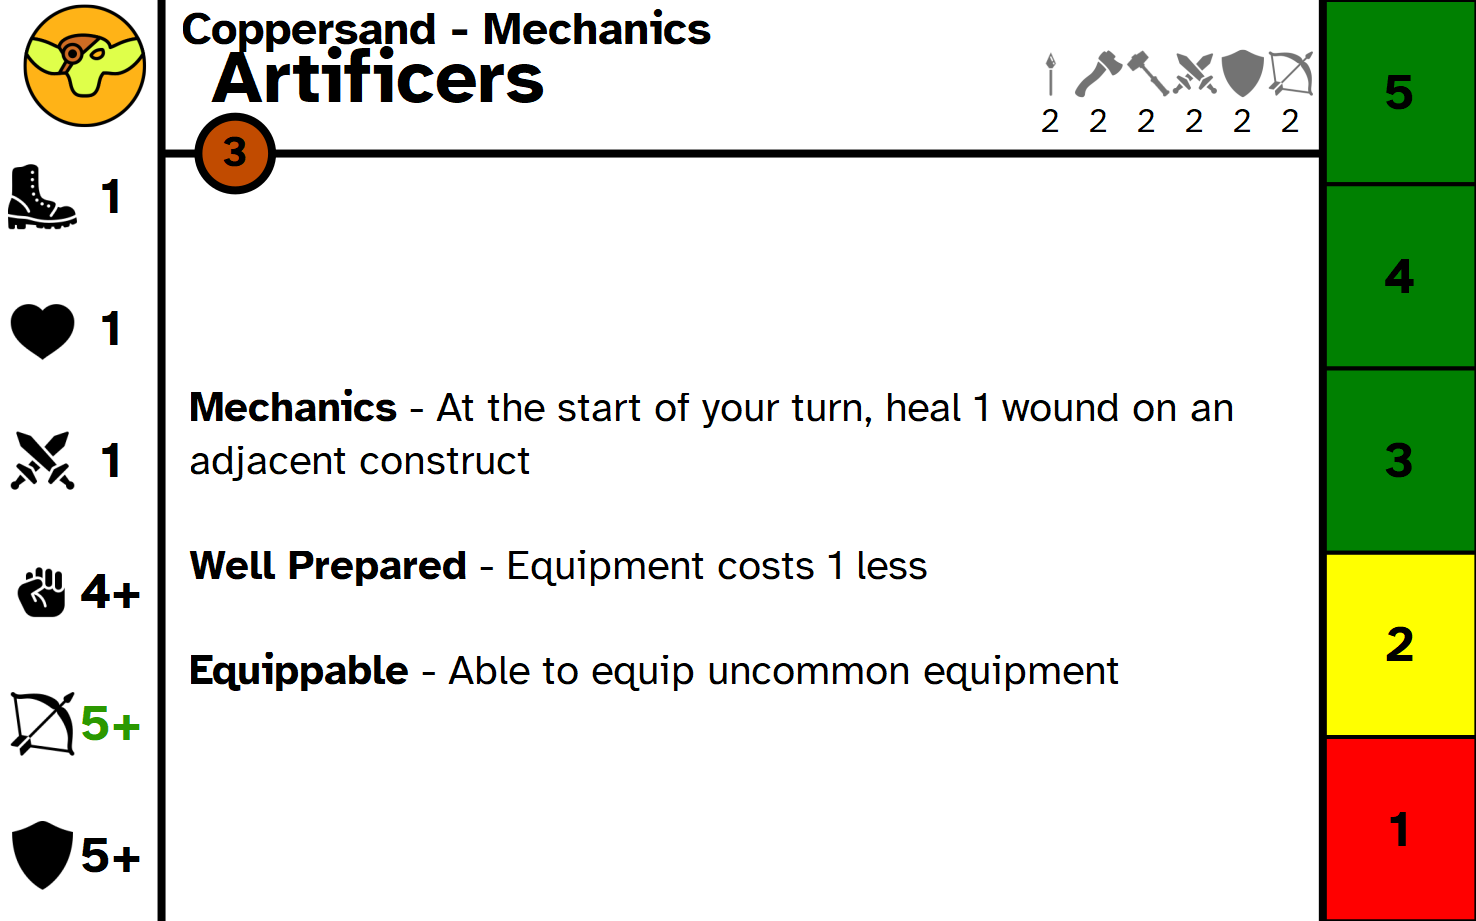 Coppersand - Mechanics
Artificers
2 2 2 2 2 2
3
1
1
1
4+
5+
5+
Mechanics - At the start of your turn, heal 1 wound on an
adjacent construct
Well Prepared - Equipment costs 1 less
Equippable - Able to equip uncommon equipment
5
4
3
2
1